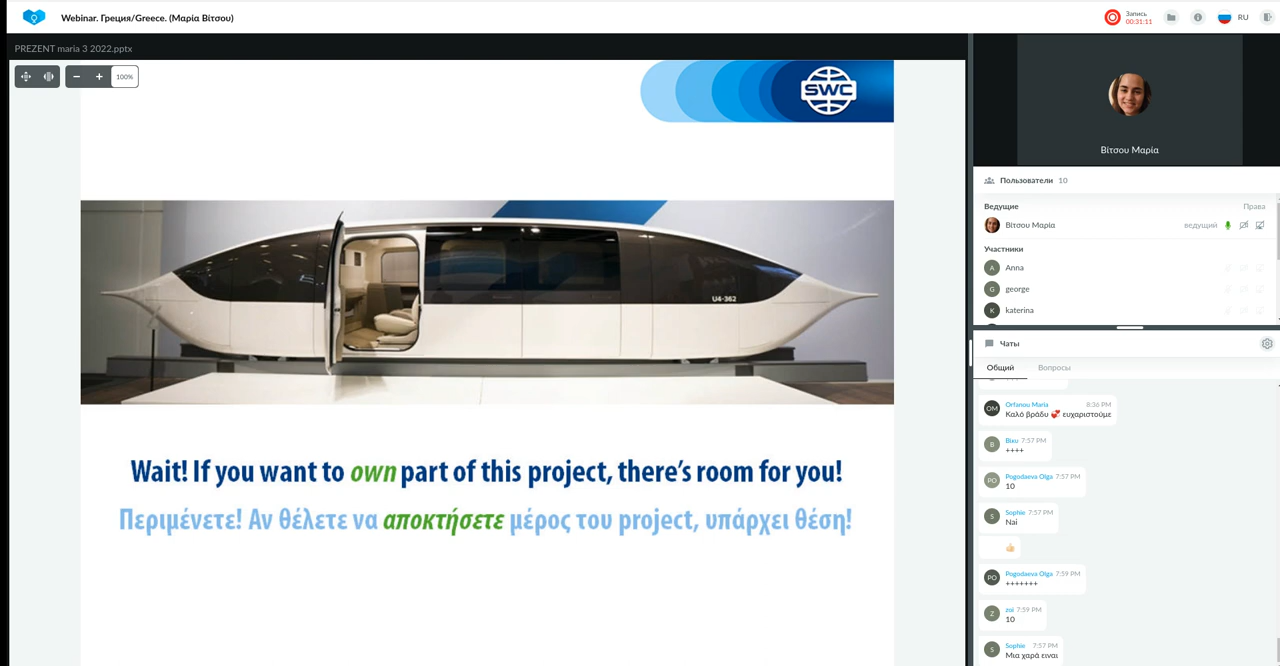 Webinar. Греция/Greece. (Μαρία Βίτσου)
Запись
00:31:11
RU
PREZENT maria 3 2022.pptx
100%
SWC
U4-362
Wait! If you want to own part of this project, there's room for you!
Περιμένετε! Αν θέλετε να αποκτήσετε μέρος του project, υπάρχει θέση!
Βίτσου Μαρία
Пользователи 10
Ведущие Права
Βίτσου Μαρία ведущий
Участники
A Anna
G george
K katerina
Чаты
Общий Вопросы
OM Orfanou Maria 8:36 PM
Καλό βράδυ 💞 ευχαριστούμε
B Bixu 7:57 PM
++++
PO Pogodaeva Olga 7:57 PM
10
S Sophie 7:57 PM
Nai
👍🏻
PO Pogodaeva Olga 7:59 PM
+++++++
Z zoi 7:59 PM
10
S Sophie 7:57 PM
Μια χαρά ειναι